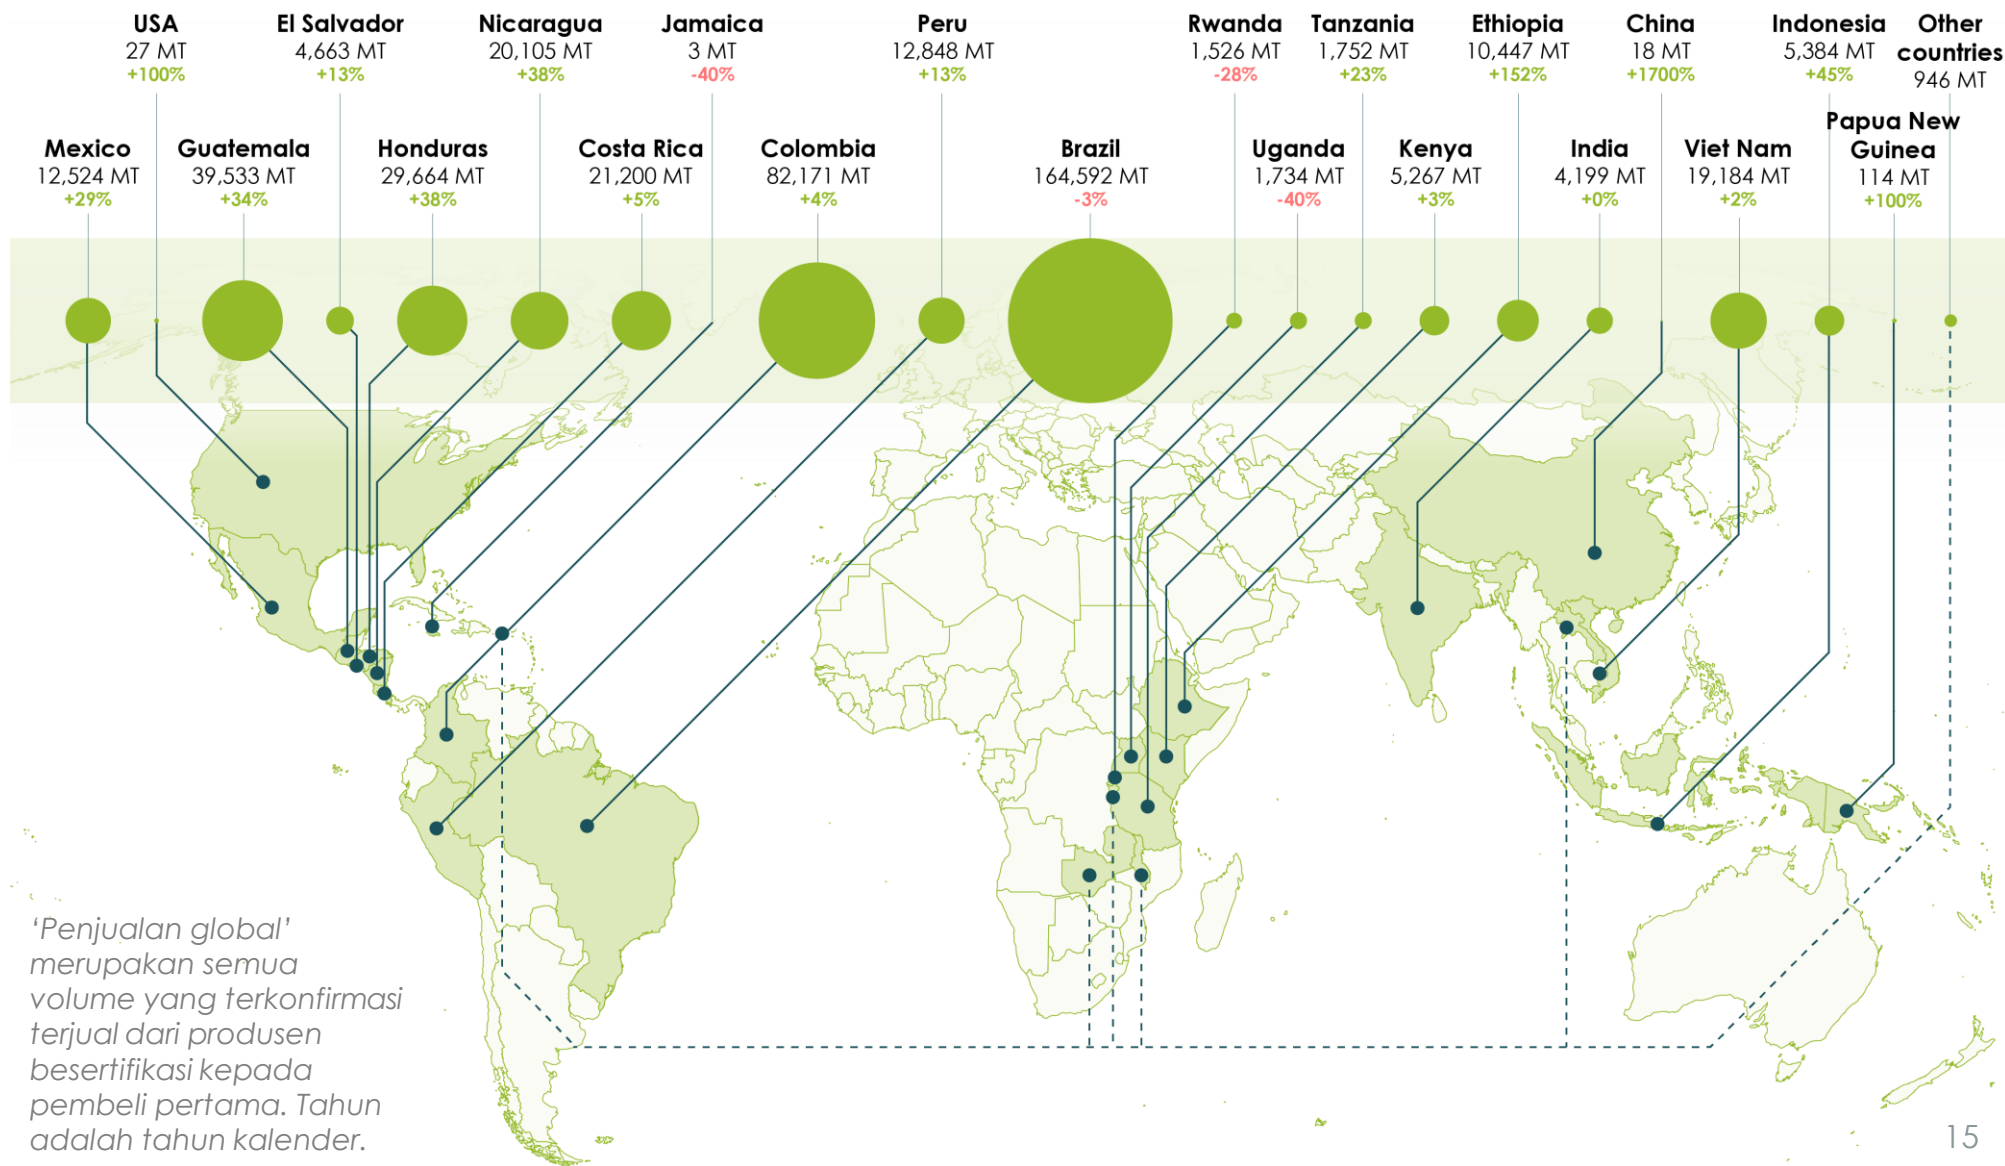 USA
27 MT
+100%
El Salvador
4,663 MT
+13%
Nicaragua
20,105 MT
+38%
Jamaica
3 MT
-40%
Peru
12,848 MT
+13%
Rwanda
1,526 MT
-28%
Tanzania
1,752 MT
+23%
Ethiopia
10,447 MT
+152%
China
18 MT
+1700%
Indonesia
5,384 MT
+45%
Other
countries
946 MT
Mexico
12,524 MT
+29%
Guatemala
39,533 MT
+34%
Honduras
29,664 MT
+38%
Costa Rica
21,200 MT
+5%
Colombia
82,171 MT
+4%
Brazil
164,592 MT
-3%
Uganda
1,734 MT
-40%
Kenya
5,267 MT
+3%
India
4,199 MT
+0%
Viet Nam
19,184 MT
+2%
Papua New
Guinea
114 MT
+100%
‘Penjualan global’
merupakan semua
volume yang terkonfirmasi
terjual dari produsen
besertifikasi kepada
pembeli pertama. Tahun
adalah tahun kalender.
15